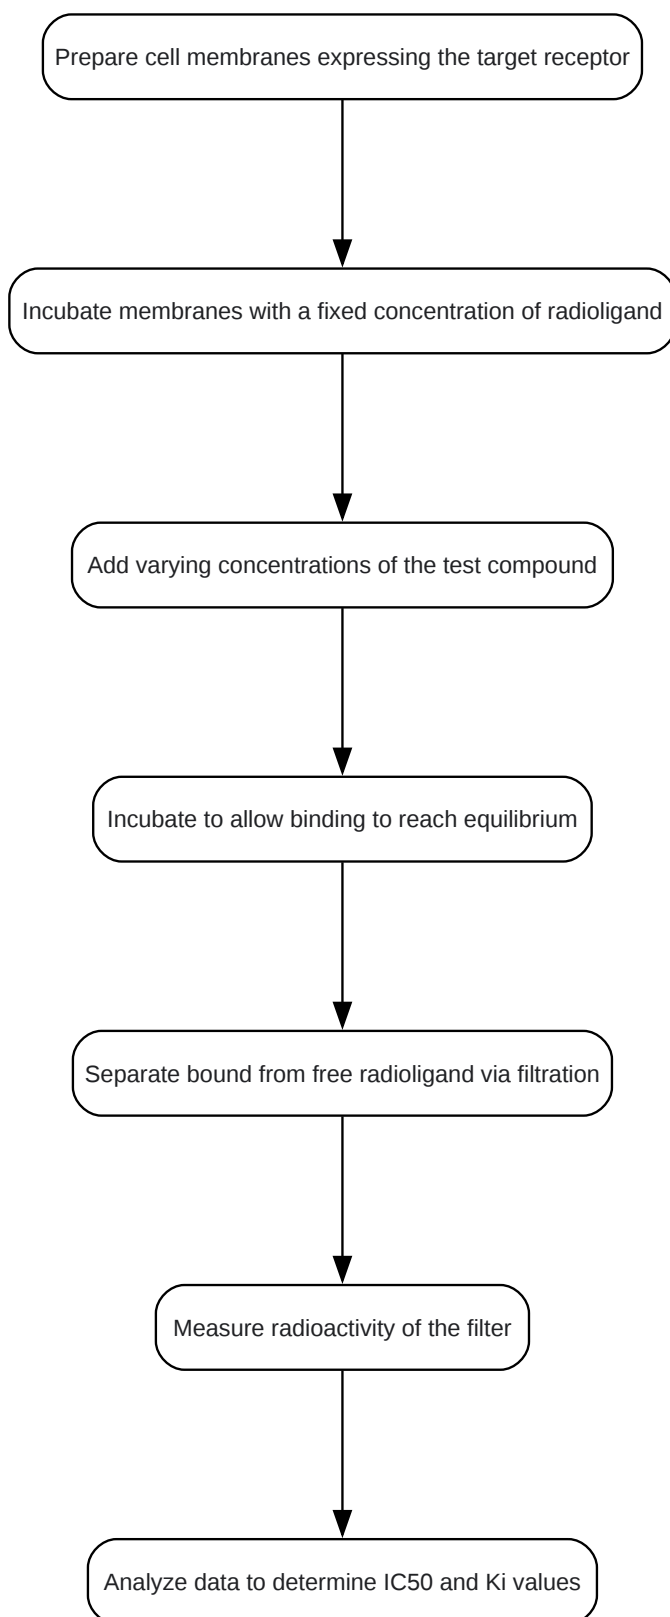 Prepare cell membranes expressing the target receptor
Incubate membranes with a fixed concentration of radioligand
Add varying concentrations of the test compound
Incubate to allow binding to reach equilibrium
Separate bound from free radioligand via filtration
Measure radioactivity of the filter
Analyze data to determine IC50 and Ki values